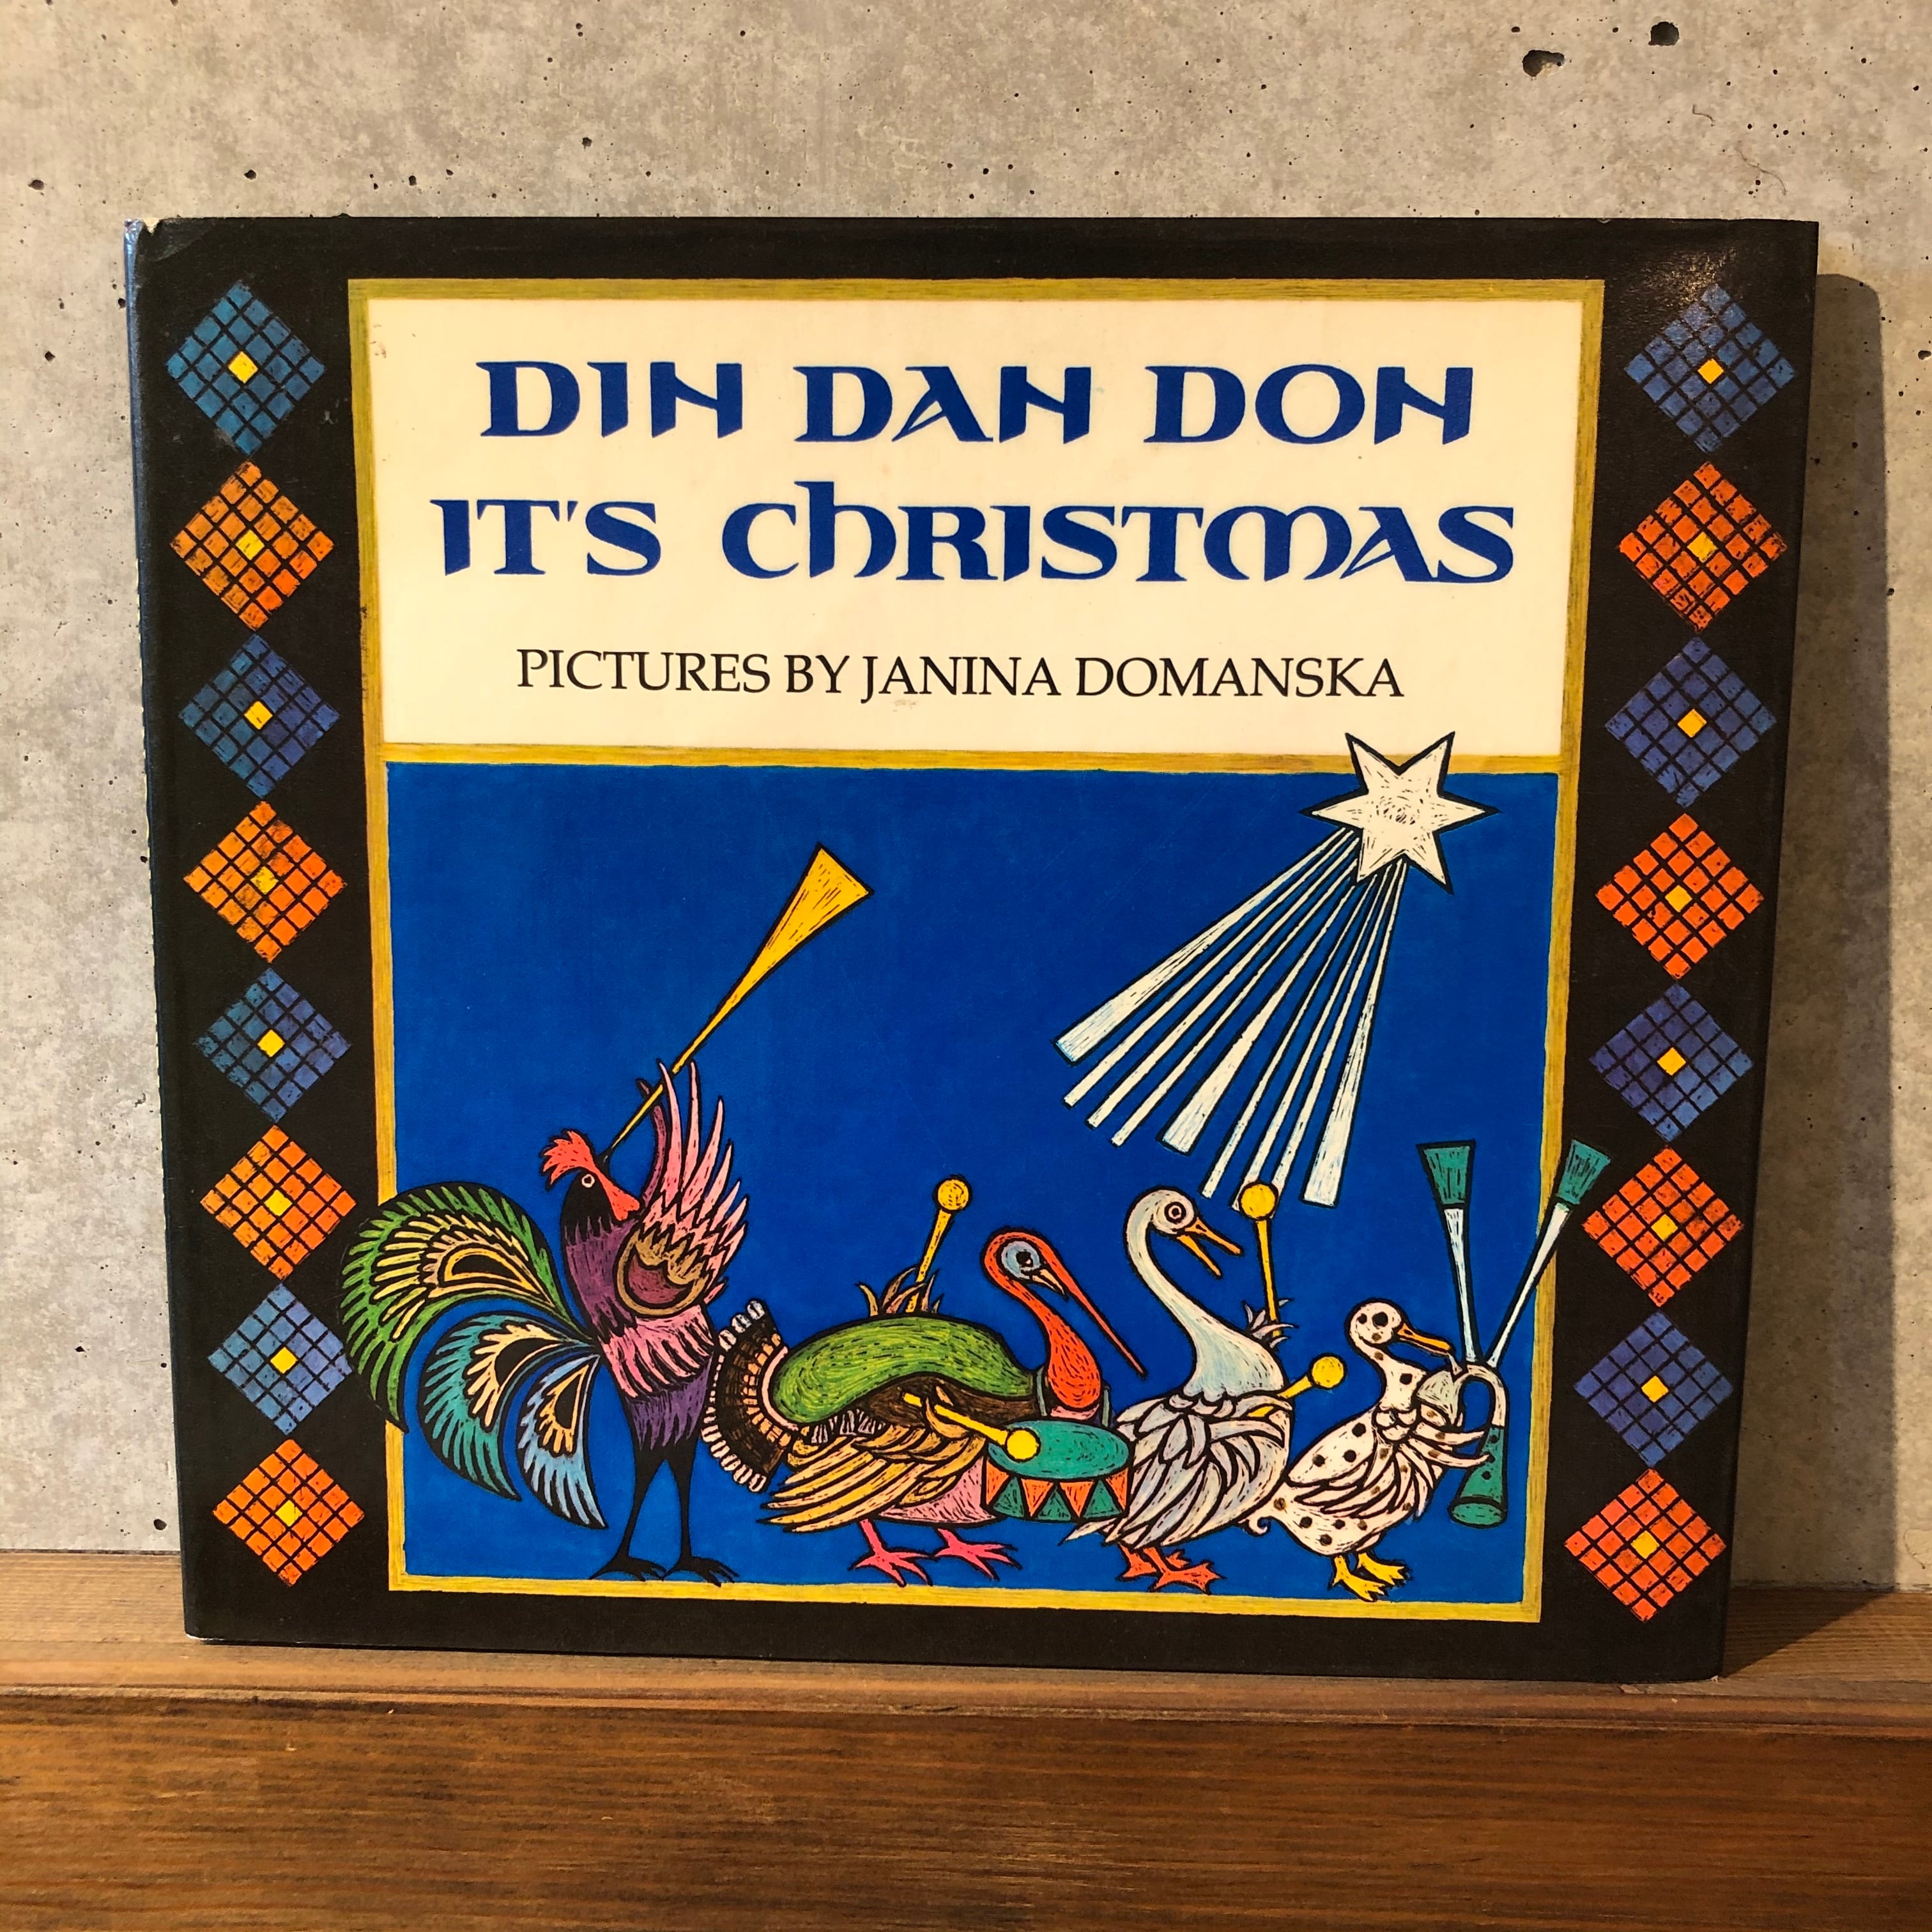 DIN DAN DON
IT'S ChRISTMAS
PICTURES BY JANINA DOMANSKA